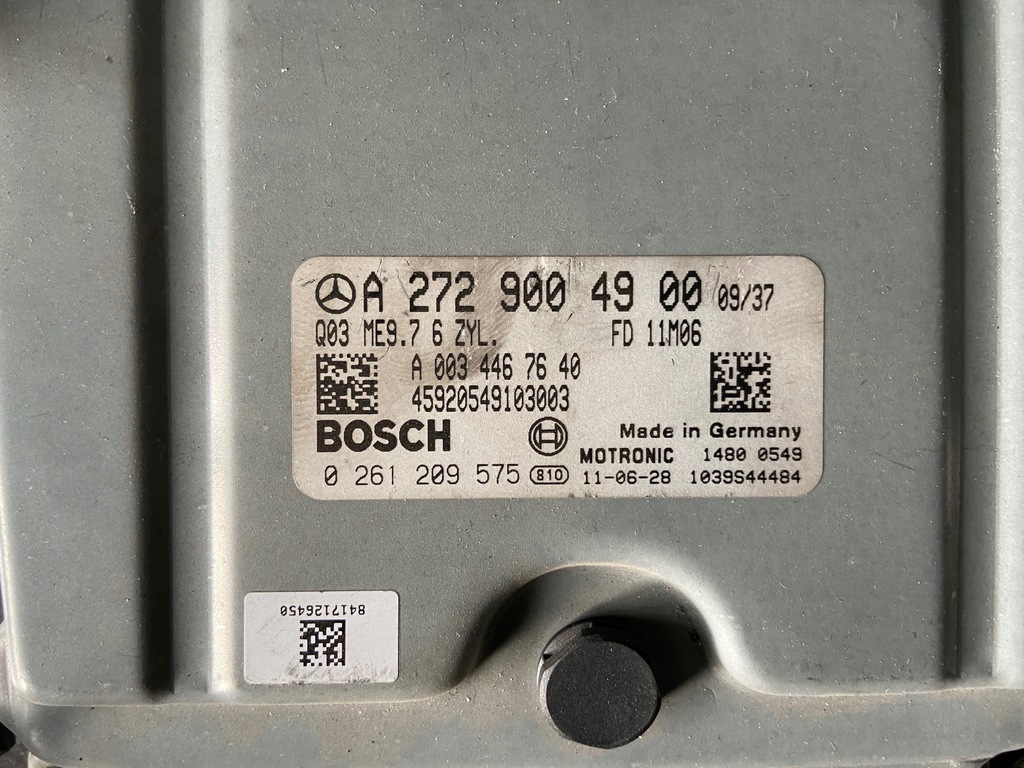 A 272 900 49 00 09/37
Q03 ME9.7 6 ZYL. FD 11M06
A 003 446 76 40
45920549103003
BOSCH Made in Germany
MOTRONIC 1480 0549
0 261 209 575 810 11-06-28 1039S44484
8417126450